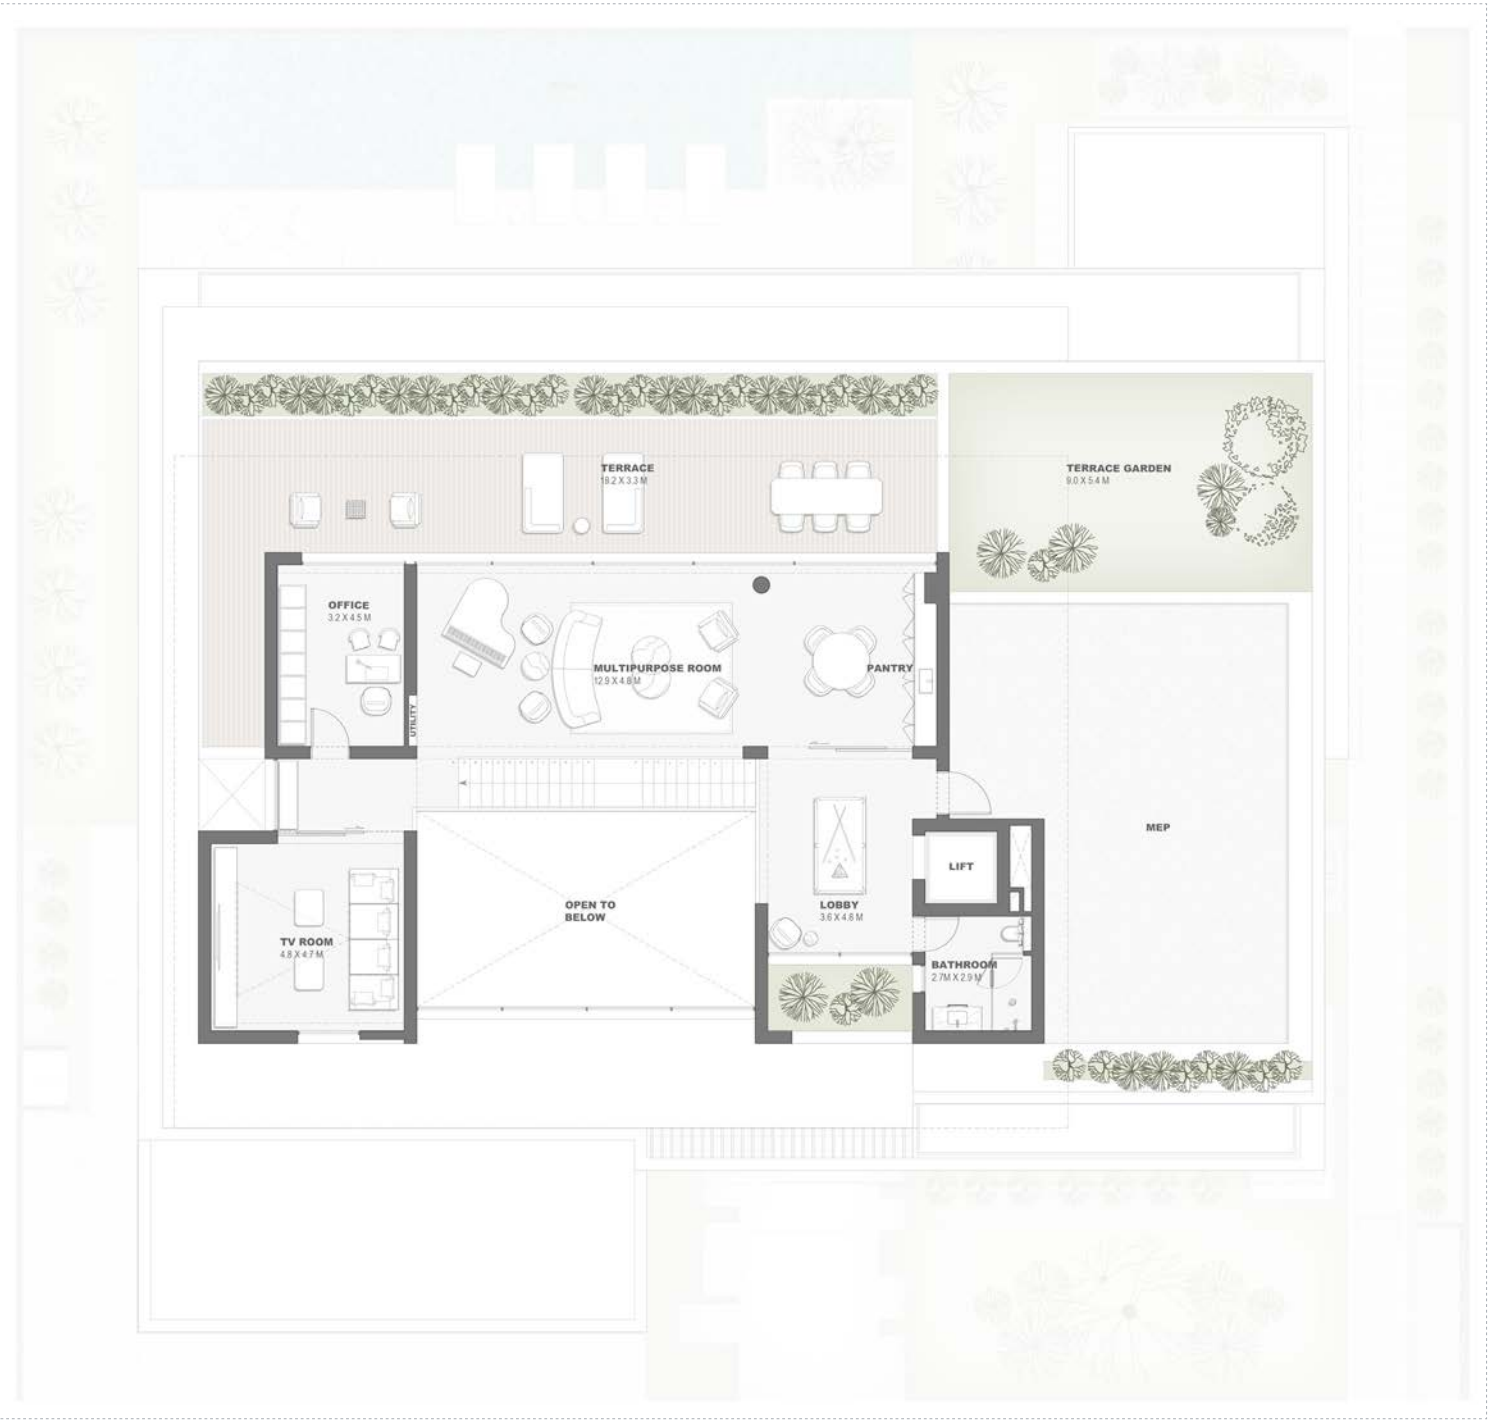 TERRACE
18.2 X 3.3 M
TERRACE GARDEN
9.0 X 5.4 M
OFFICE
3.2 X 4.5 M
MULTIPURPOSE ROOM
12.9 X 4.8 M
PANTRY
UTILITY
MEP
LIFT
OPEN TO
BELOW
LOBBY
3.6 X 4.6 M
TV ROOM
4.8 X 4.7 M
BATHROOM
2.7M X 2.9 M